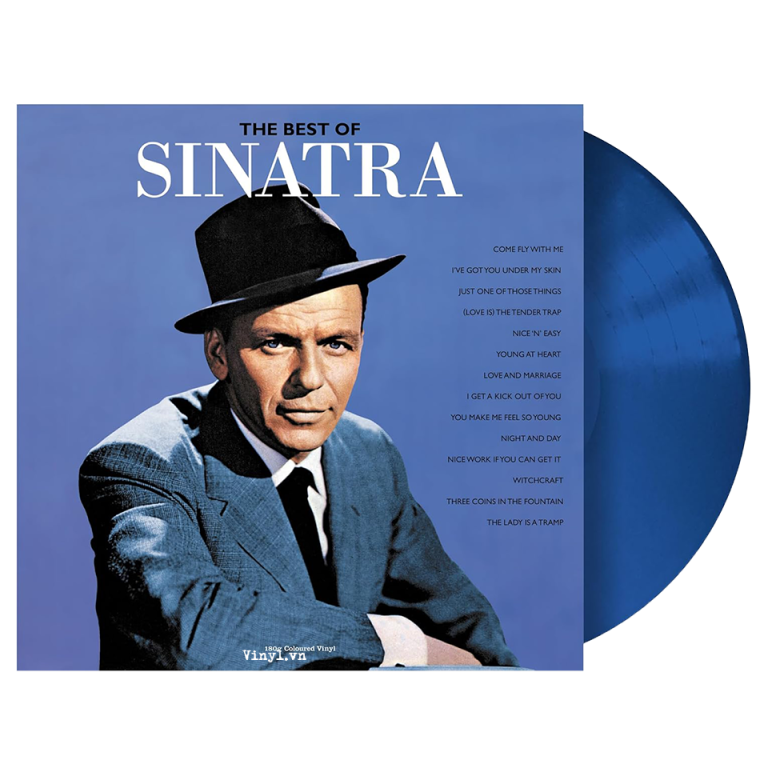 THE BEST OF
SINATRA
COME FLY WITH ME
I'VE GOT YOU UNDER MY SKIN
JUST ONE OF THOSE THINGS
(LOVE IS) THE TENDER TRAP
NICE 'N' EASY
YOUNG AT HEART
LOVE AND MARRIAGE
I GET A KICK OUT OF YOU
YOU MAKE ME FEEL SO YOUNG
NIGHT AND DAY
NICE WORK IF YOU CAN GET IT
WITCHCRAFT
THREE COINS IN THE FOUNTAIN
THE LADY IS A TRAMP
180g Coloured Vinyl
Vinyl.vn